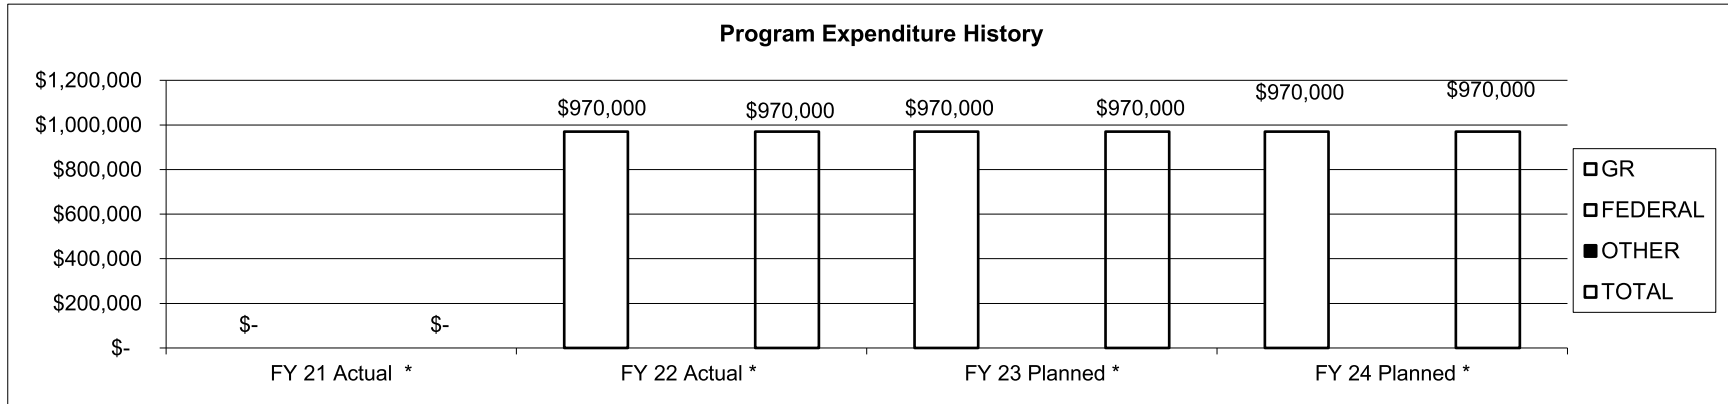 Program Expenditure History
$1,200,000
$1,000,000
$800,000
$600,000
$400,000
$200,000
$-
$-
$-
$970,000
$970,000
$970,000
$970,000
$970,000
$970,000
FY 21 Actual *
FY 22 Actual *
FY 23 Planned *
FY 24 Planned *
GR
FEDERAL
OTHER
TOTAL